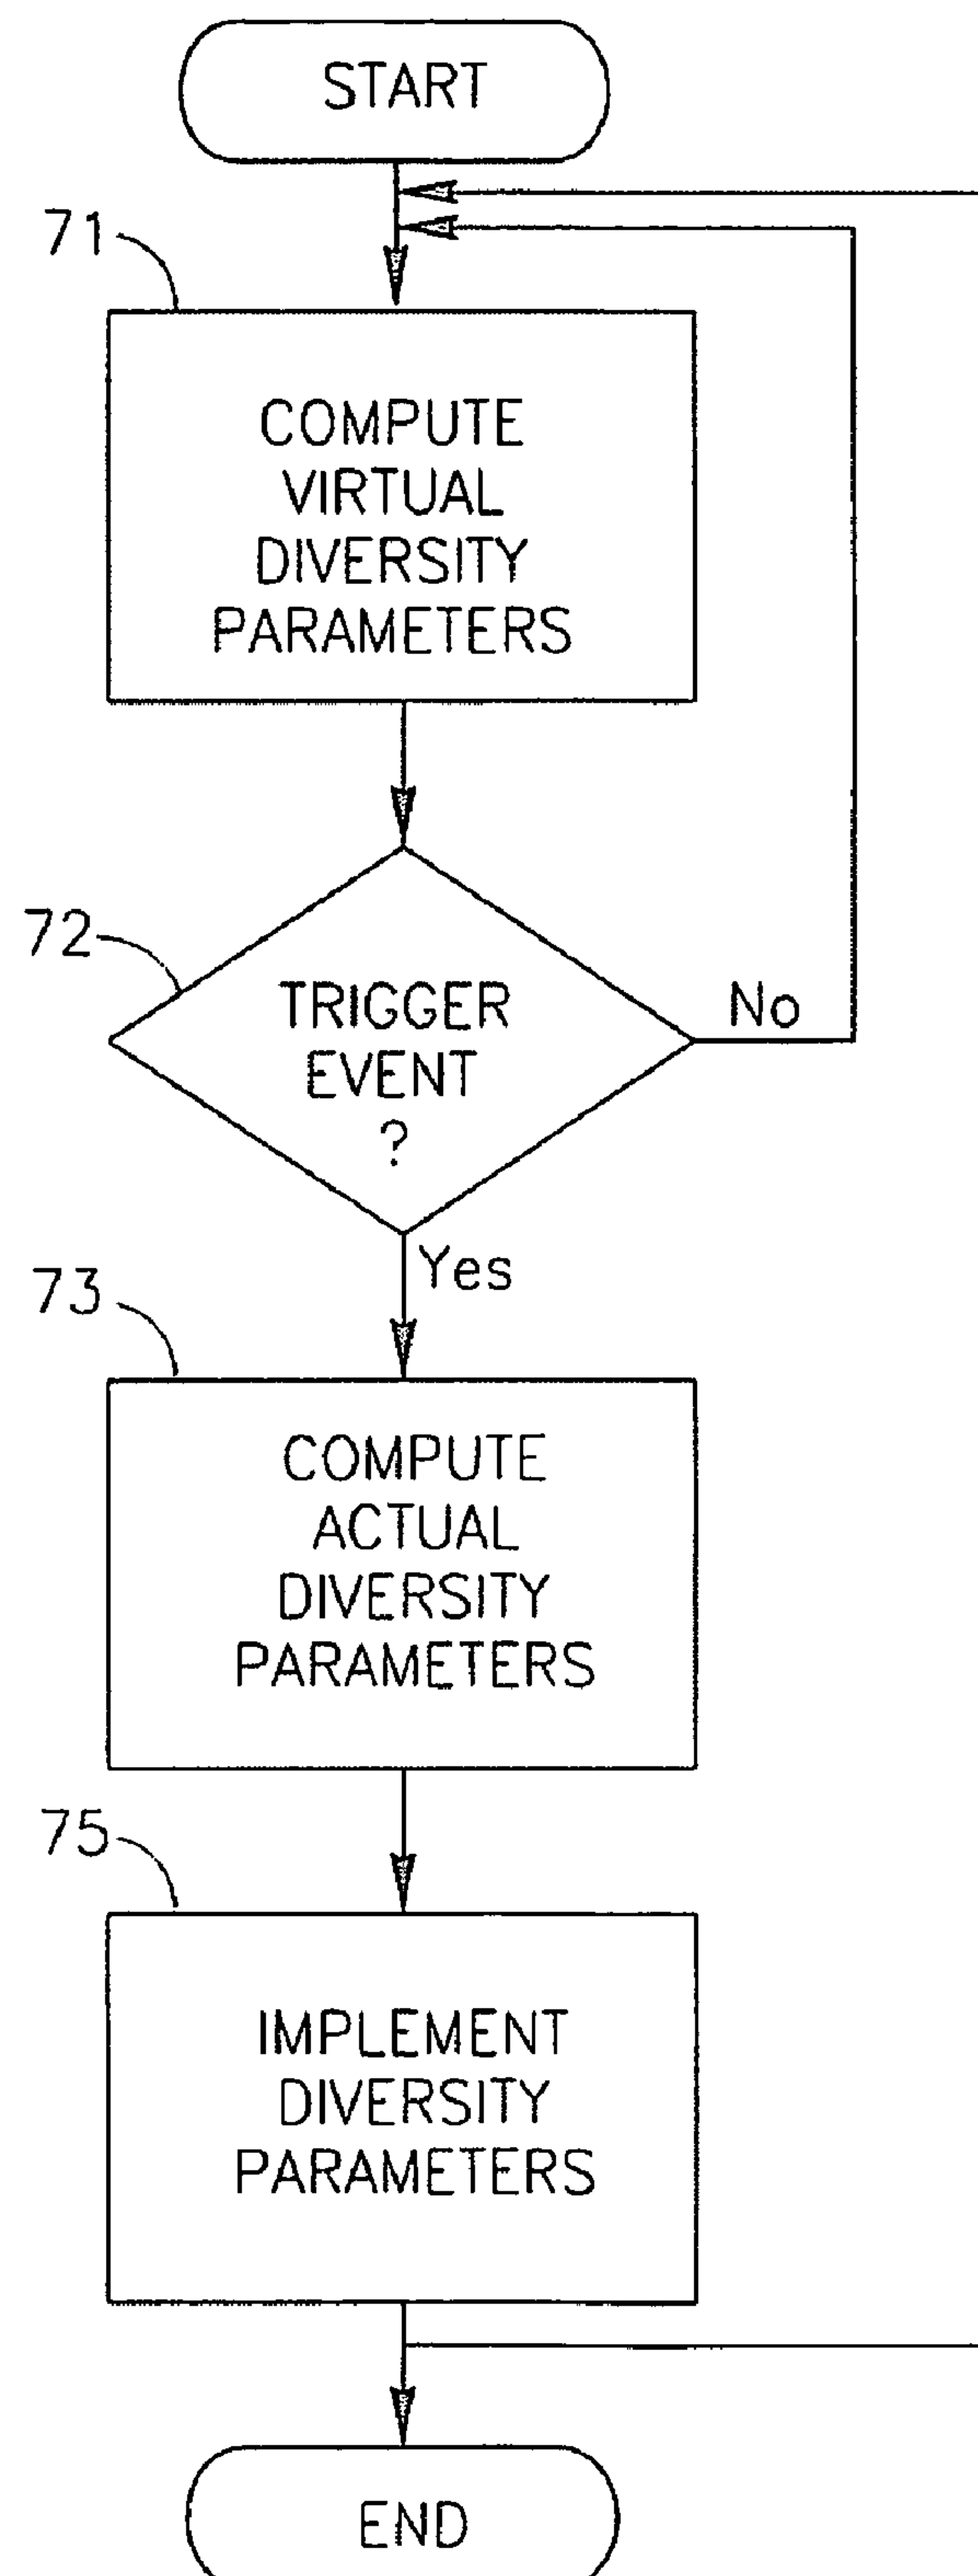 START
71
COMPUTE
VIRTUAL
DIVERSITY
PARAMETERS
72
TRIGGER
EVENT
?
No
Yes
73
COMPUTE
ACTUAL
DIVERSITY
PARAMETERS
75
IMPLEMENT
DIVERSITY
PARAMETERS
END